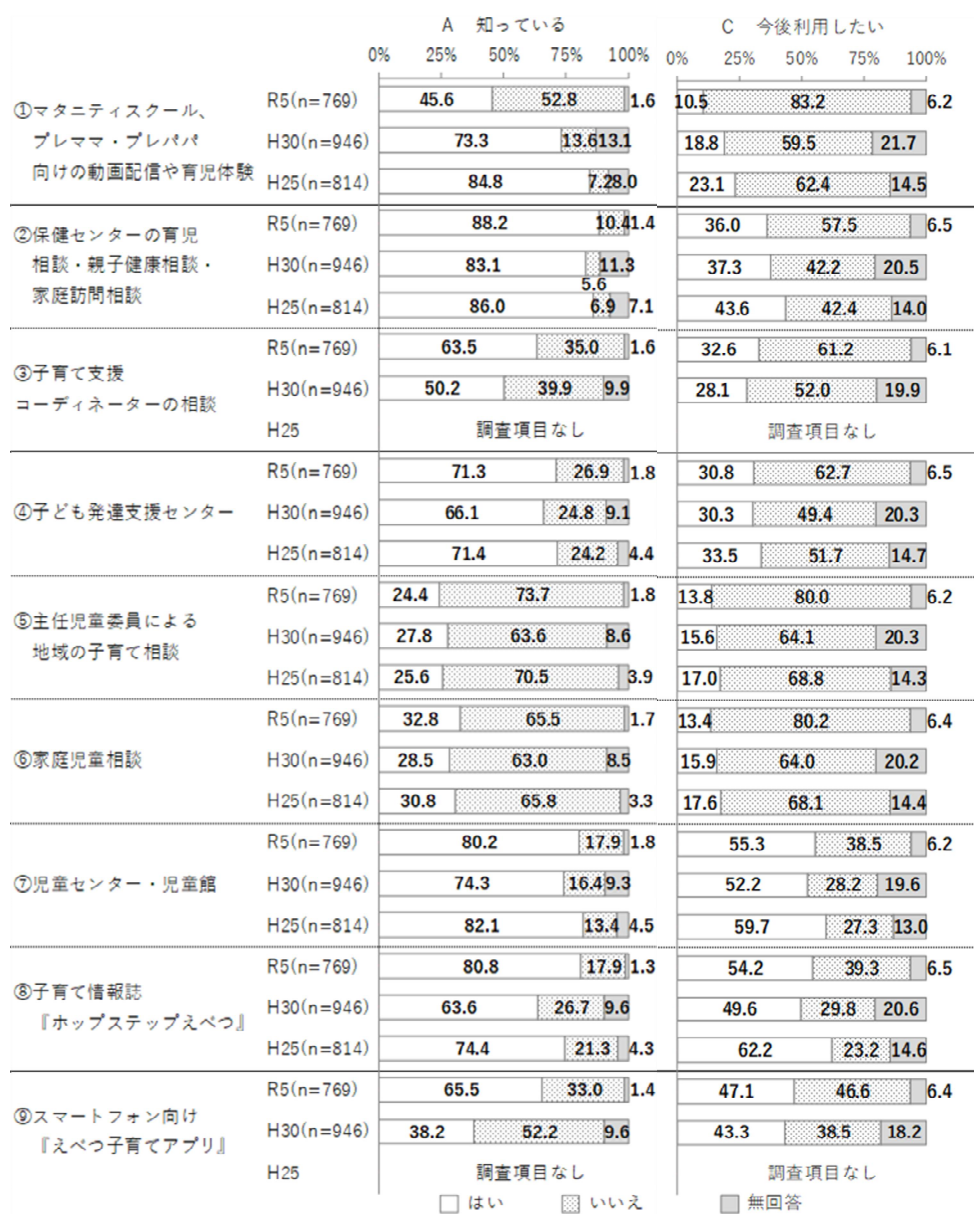 A 知っている C 今後利用したい
0% 25% 50% 75% 100% 0% 25% 50% 75% 100%
①マタニティスクール、
プレママ・プレパパ
向けの動画配信や育児体験
R5(n=769) 45.6 52.8 1.6 10.5 83.2 6.2
H30(n=946) 73.3 13.6 13.1 18.8 59.5 21.7
H25(n=814) 84.8 7.2 8.0 23.1 62.4 14.5
②保健センターの育児
相談・親子健康相談・
家庭訪問相談
R5(n=769) 88.2 10.4 1.4 36.0 57.5 6.5
H30(n=946) 83.1 5.6 11.3 37.3 42.2 20.5
H25(n=814) 86.0 6.9 7.1 43.6 42.4 14.0
③子育て支援
コーディネーターの相談
R5(n=769) 63.5 35.0 1.6 32.6 61.2 6.1
H30(n=946) 50.2 39.9 9.9 28.1 52.0 19.9
H25 調査項目なし 調査項目なし
④子ども発達支援センター
R5(n=769) 71.3 26.9 1.8 30.8 62.7 6.5
H30(n=946) 66.1 24.8 9.1 30.3 49.4 20.3
H25(n=814) 71.4 24.2 4.4 33.5 51.7 14.7
⑤主任児童委員による
地域の子育て相談
R5(n=769) 24.4 73.7 1.8 13.8 80.0 6.2
H30(n=946) 27.8 63.6 8.6 15.6 64.1 20.3
H25(n=814) 25.6 70.5 3.9 17.0 68.8 14.3
⑥家庭児童相談
R5(n=769) 32.8 65.5 1.7 13.4 80.2 6.4
H30(n=946) 28.5 63.0 8.5 15.9 64.0 20.2
H25(n=814) 30.8 65.8 3.3 17.6 68.1 14.4
⑦児童センター・児童館
R5(n=769) 80.2 17.9 1.8 55.3 38.5 6.2
H30(n=946) 74.3 16.4 9.3 52.2 28.2 19.6
H25(n=814) 82.1 13.4 4.5 59.7 27.3 13.0
⑧子育て情報誌
『ホップステップえべつ』
R5(n=769) 80.8 17.9 1.3 54.2 39.3 6.5
H30(n=946) 63.6 26.7 9.6 49.6 29.8 20.6
H25(n=814) 74.4 21.3 4.3 62.2 23.2 14.6
⑨スマートフォン向け
『えべつ子育てアプリ』
R5(n=769) 65.5 33.0 1.4 47.1 46.6 6.4
H30(n=946) 38.2 52.2 9.6 43.3 38.5 18.2
H25 調査項目なし 調査項目なし
はい いいえ 無回答